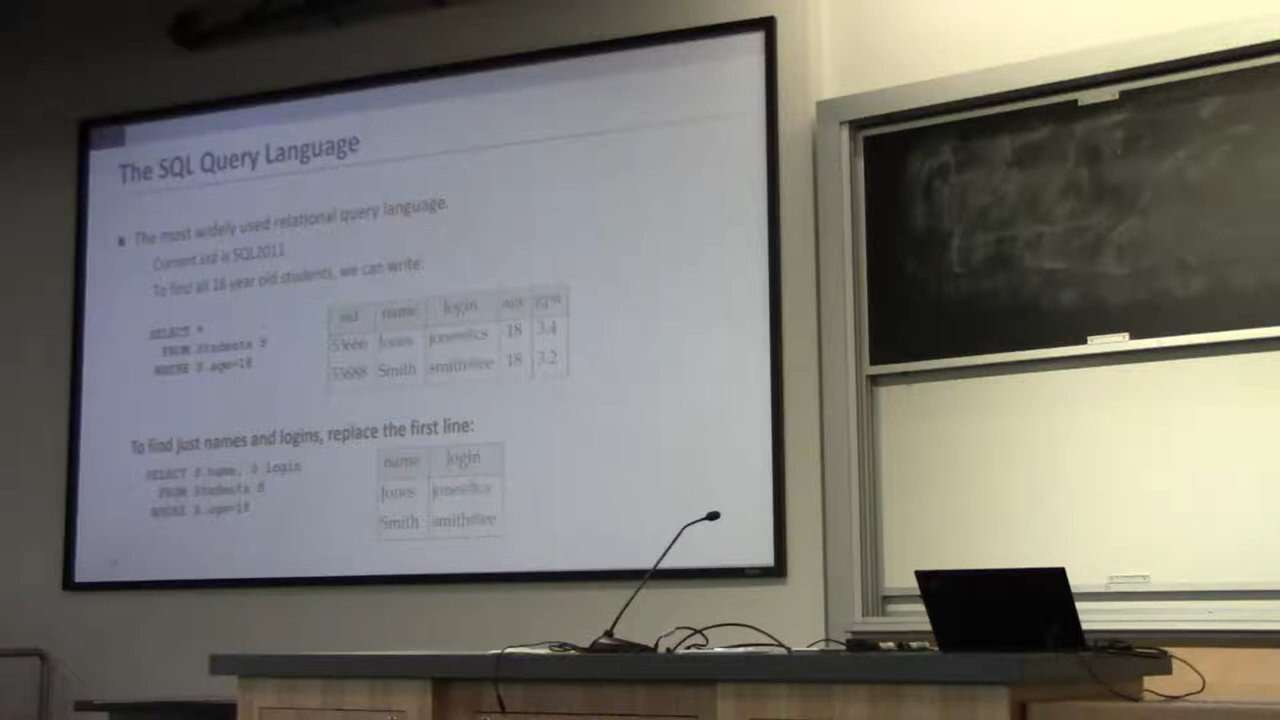 The SQL Query Language
The most widely used relational query language.
Current std is SQL2011
To find all 18 year old students, we can write:
SELECT *
FROM Students S
WHERE S.age=18
sid name login age gpa
53666 Jones jones@cs 18 3.4
53688 Smith smith@ee 18 3.2
To find just names and logins, replace the first line:
SELECT S.name, S.login
FROM Students S
WHERE S.age=18
name login
Jones jones@cs
Smith smith@ee